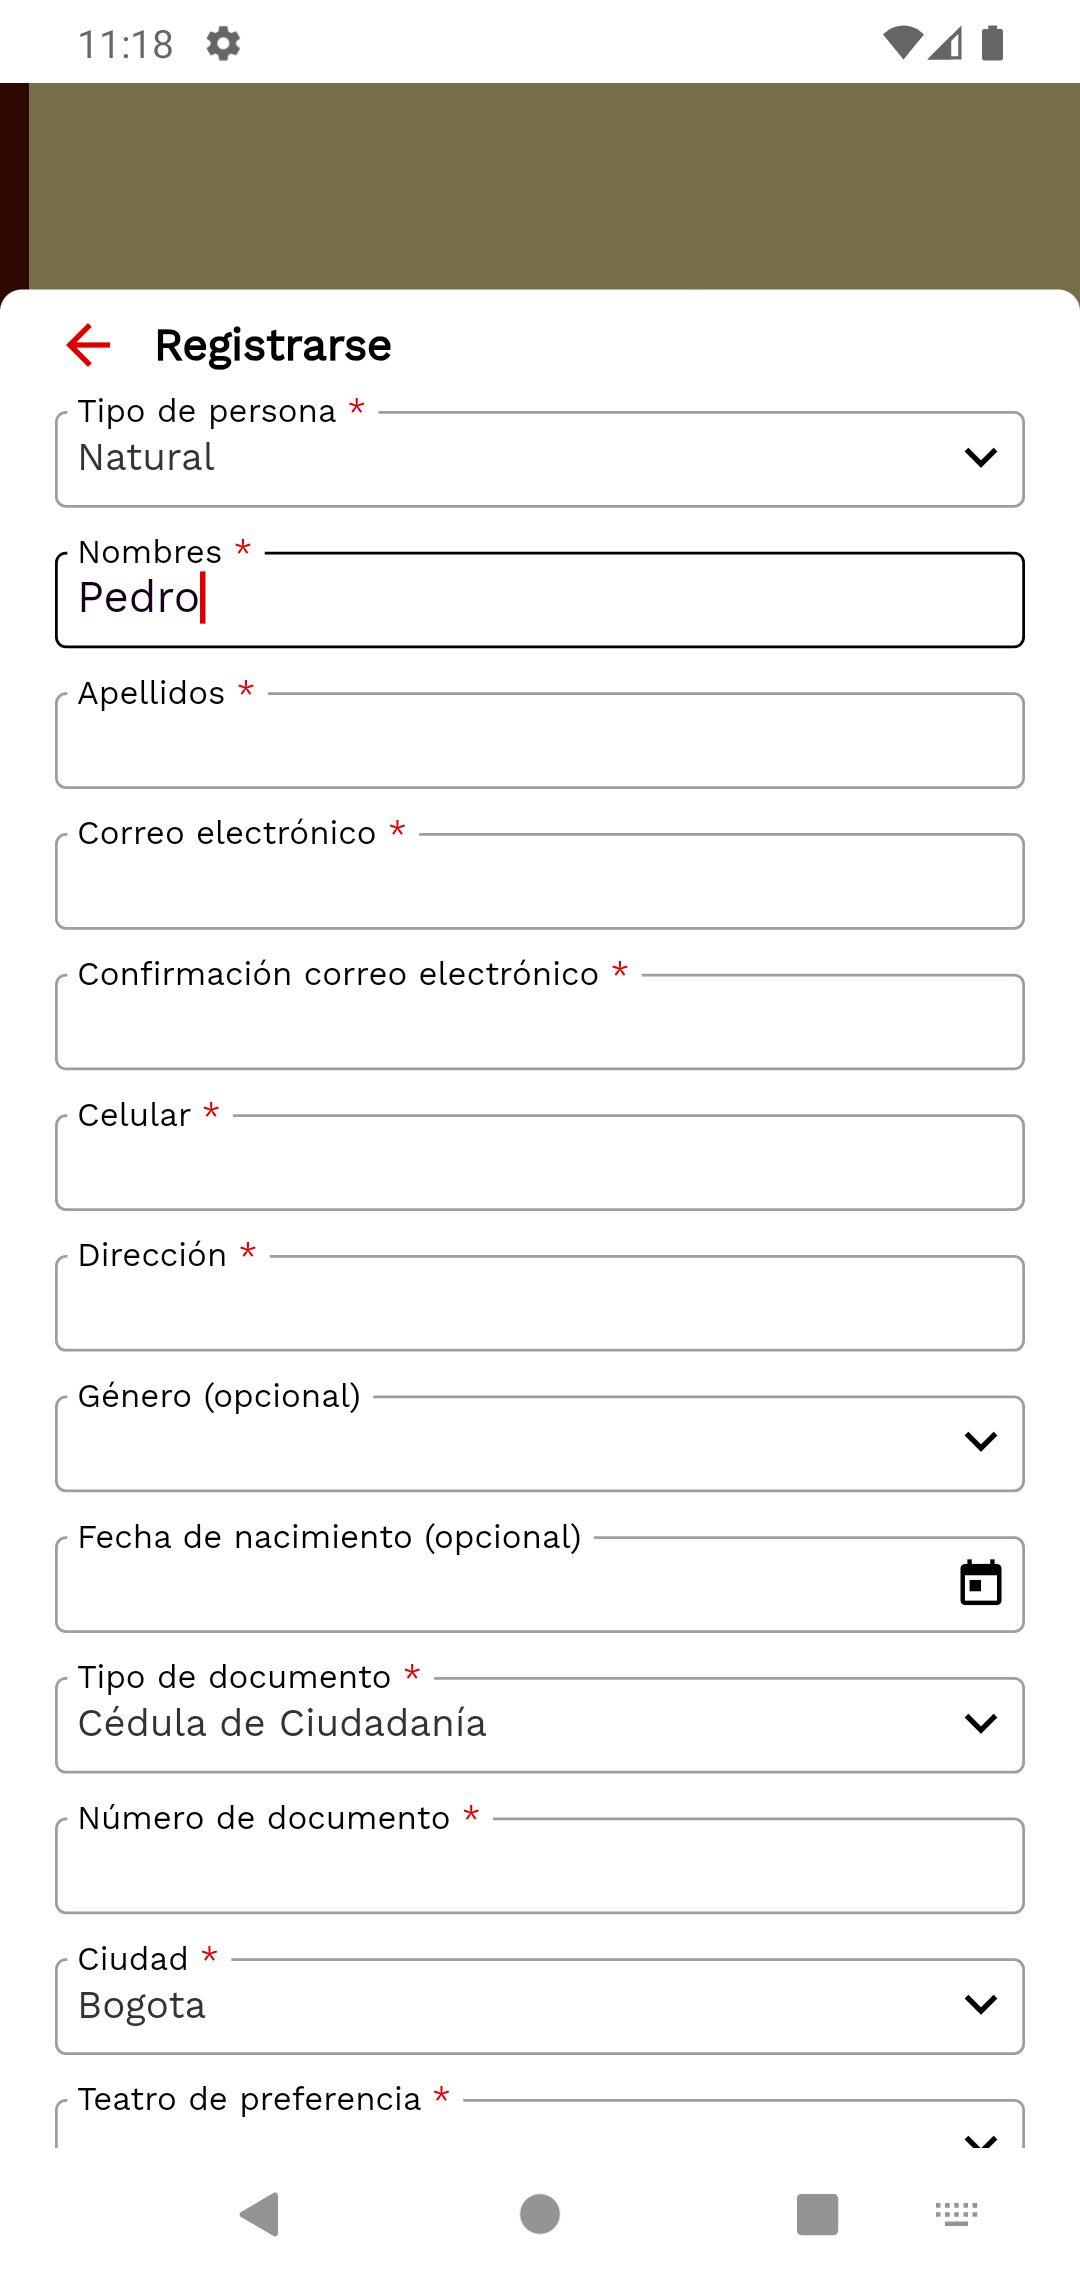 11:18
Registrarse
Tipo de persona *
Natural
Nombres *
Pedro
Apellidos *
Correo electrónico *
Confirmación correo electrónico *
Celular *
Dirección *
Género (opcional)
Fecha de nacimiento (opcional)
Tipo de documento *
Cédula de Ciudadanía
Número de documento *
Ciudad *
Bogota
Teatro de preferencia *